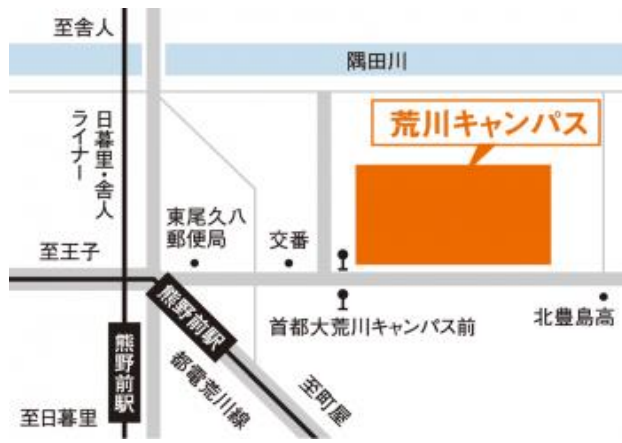 至舎人
隅田川
荒川キャンパス
日暮里・舎人
ライナー
東尾久八
郵便局
交番
至王子
熊野前駅
首都大荒川キャンパス前
北豊島高
熊野前駅
都電荒川線
至町屋
至日暮里